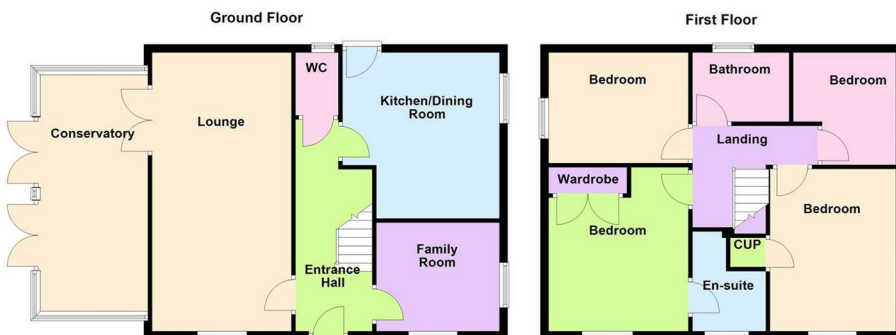 Ground Floor
First Floor
WC
Kitchen/Dining
Room
Conservatory
Lounge
Family
Room
Entrance
Hall
Bedroom
Bathroom
Bedroom
Landing
Wardrobe
Bedroom
Bedroom
CUP
En-suite